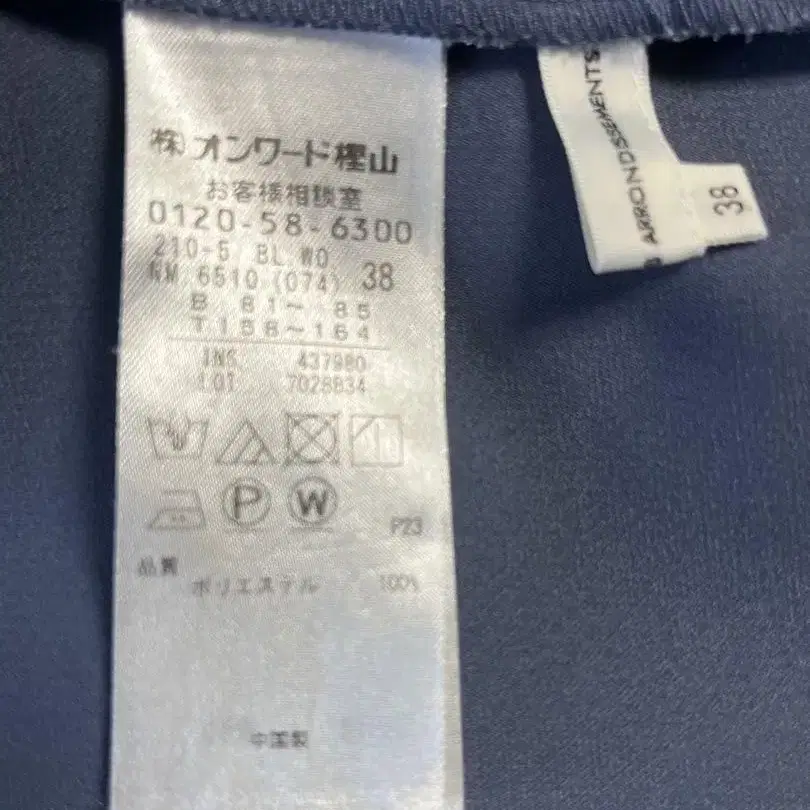 ㈱オンワード樫山
お客様相談室
0120-58-6300
210-5 BL WO
NM 6510 (074) 38
B 81～ 85
T158～164
INS 437980
LOT 7028834
P W
P23
品質
ポリエステル 100%
中国製
ARRONDISSEMENTS
38